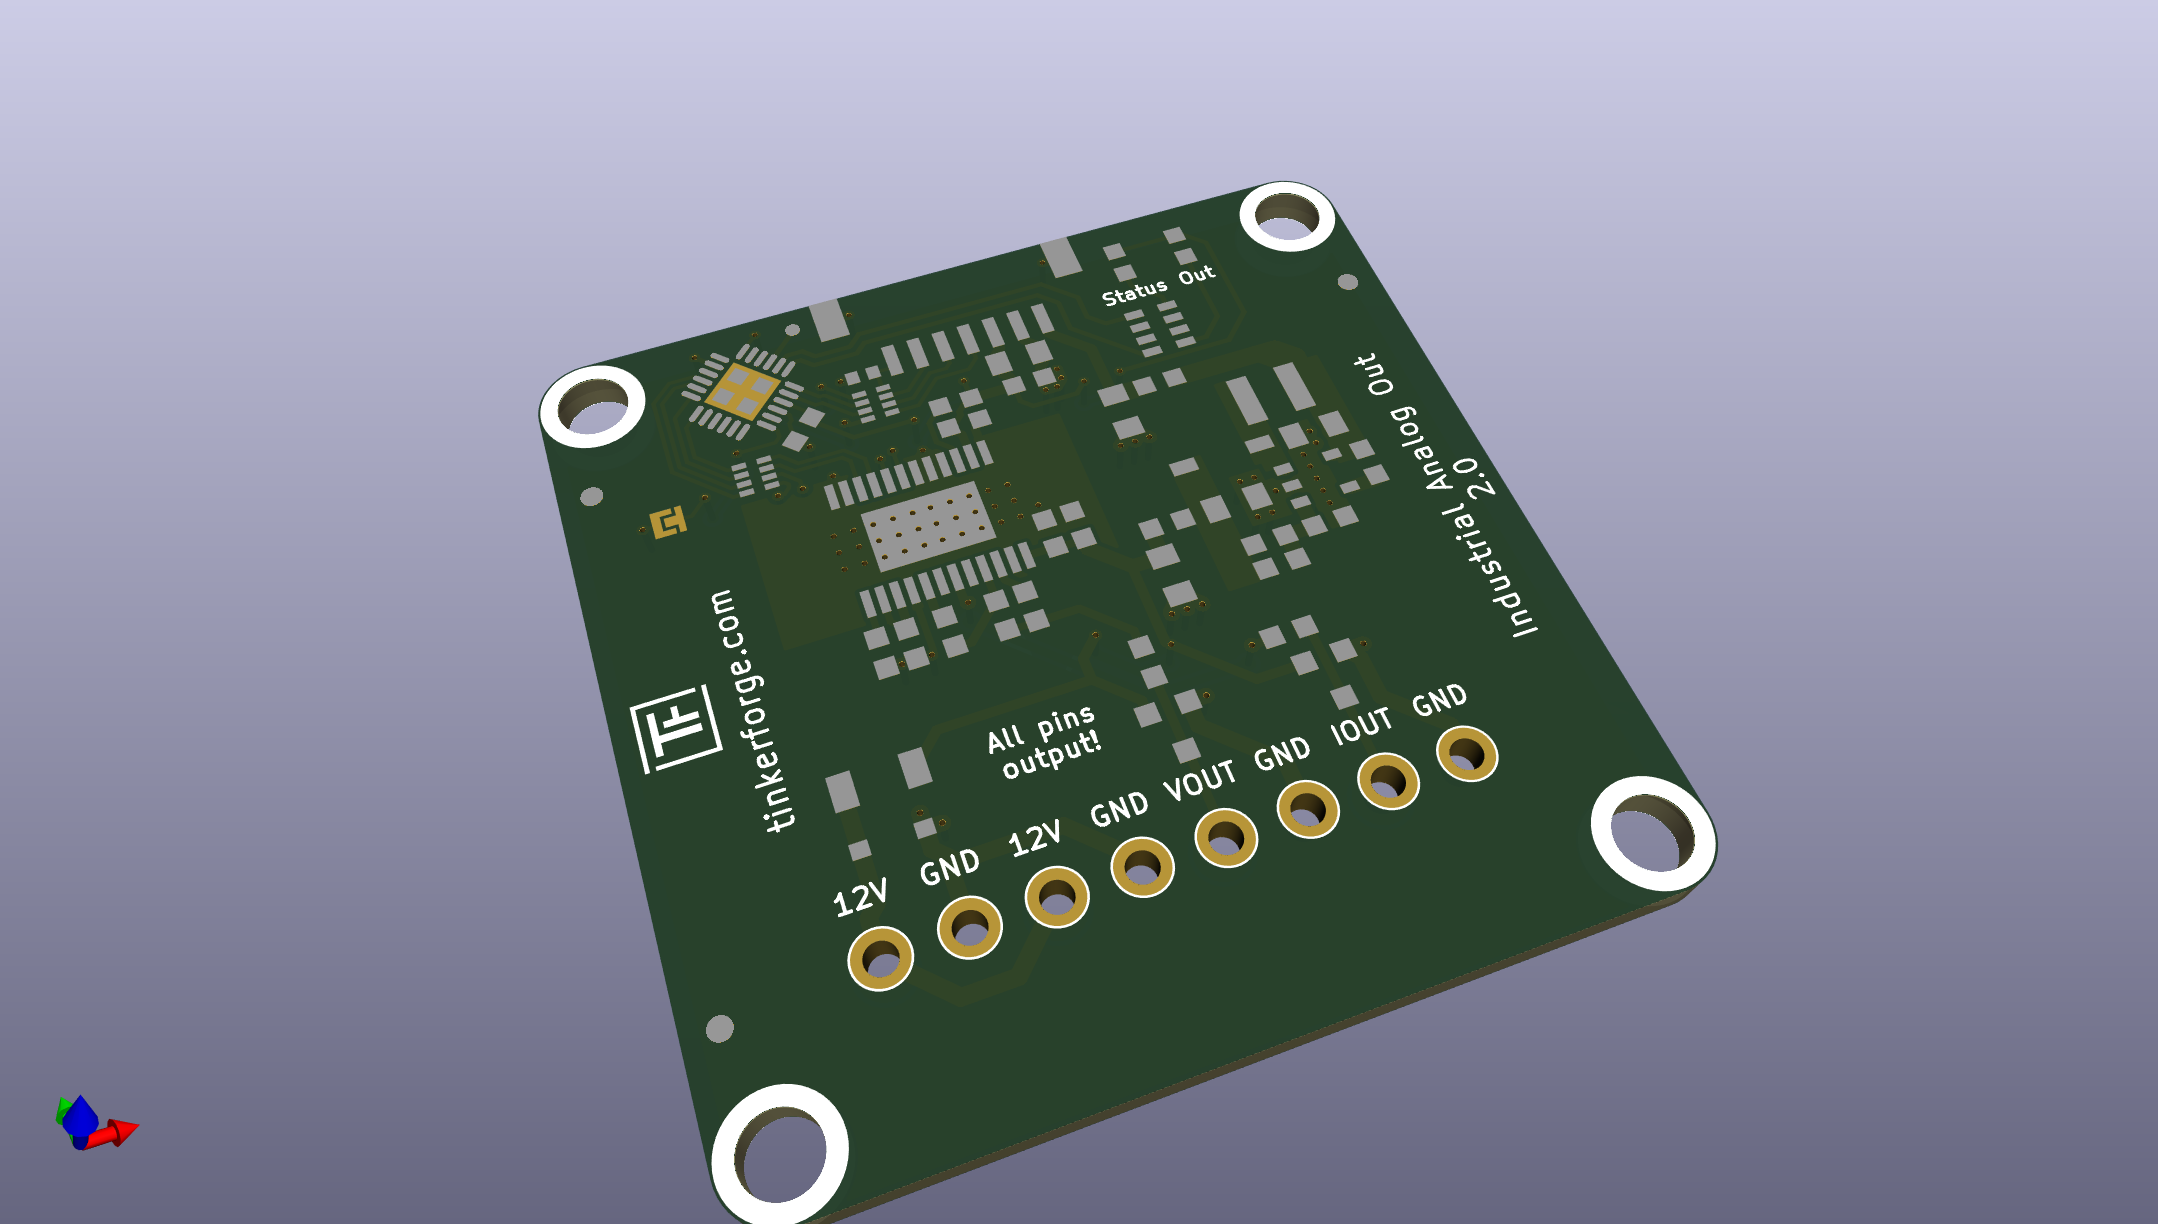 Status Out
Industrial Analog Out
2.0
tinkerforge.com
All pins
output!
12V GND 12V GND VOUT GND IOUT GND